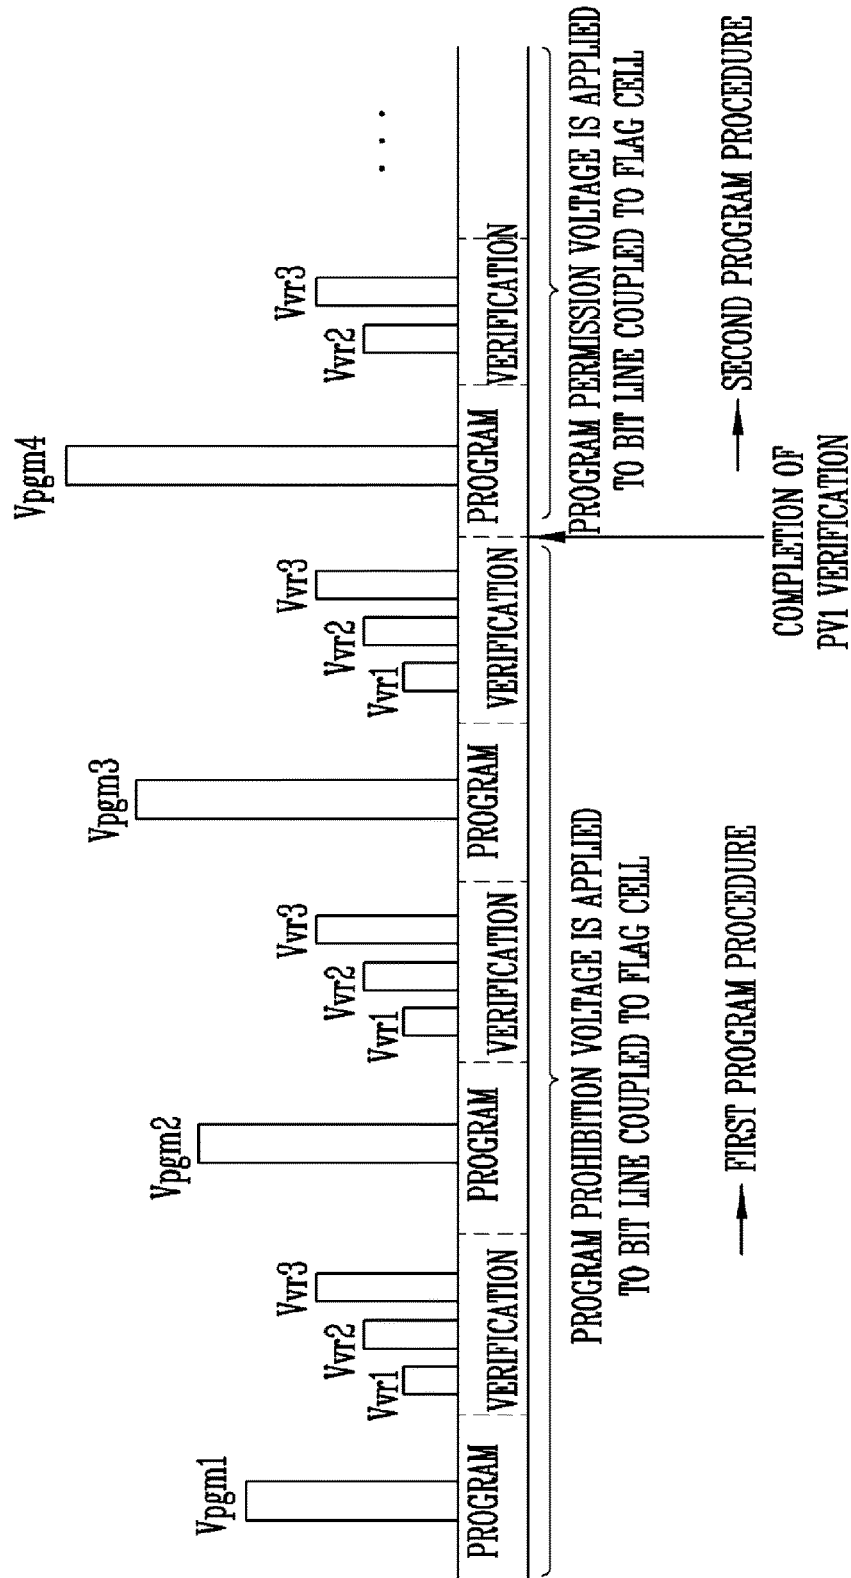 Vpgm1
Vvr1
Vvr2
Vvr3
Vpgm2
Vvr1
Vvr2
Vvr3
Vpgm3
Vvr1
Vvr2
Vvr3
Vpgm4
Vvr2
Vvr3
. . .
PROGRAM
VERIFICATION
PROGRAM
VERIFICATION
PROGRAM
VERIFICATION
PROGRAM
VERIFICATION
PROGRAM PROHIBITION VOLTAGE IS APPLIED
TO BIT LINE COUPLED TO FLAG CELL
PROGRAM PERMISSION VOLTAGE IS APPLIED
TO BIT LINE COUPLED TO FLAG CELL
FIRST PROGRAM PROCEDURE
SECOND PROGRAM PROCEDURE
COMPLETION OF
PV1 VERIFICATION